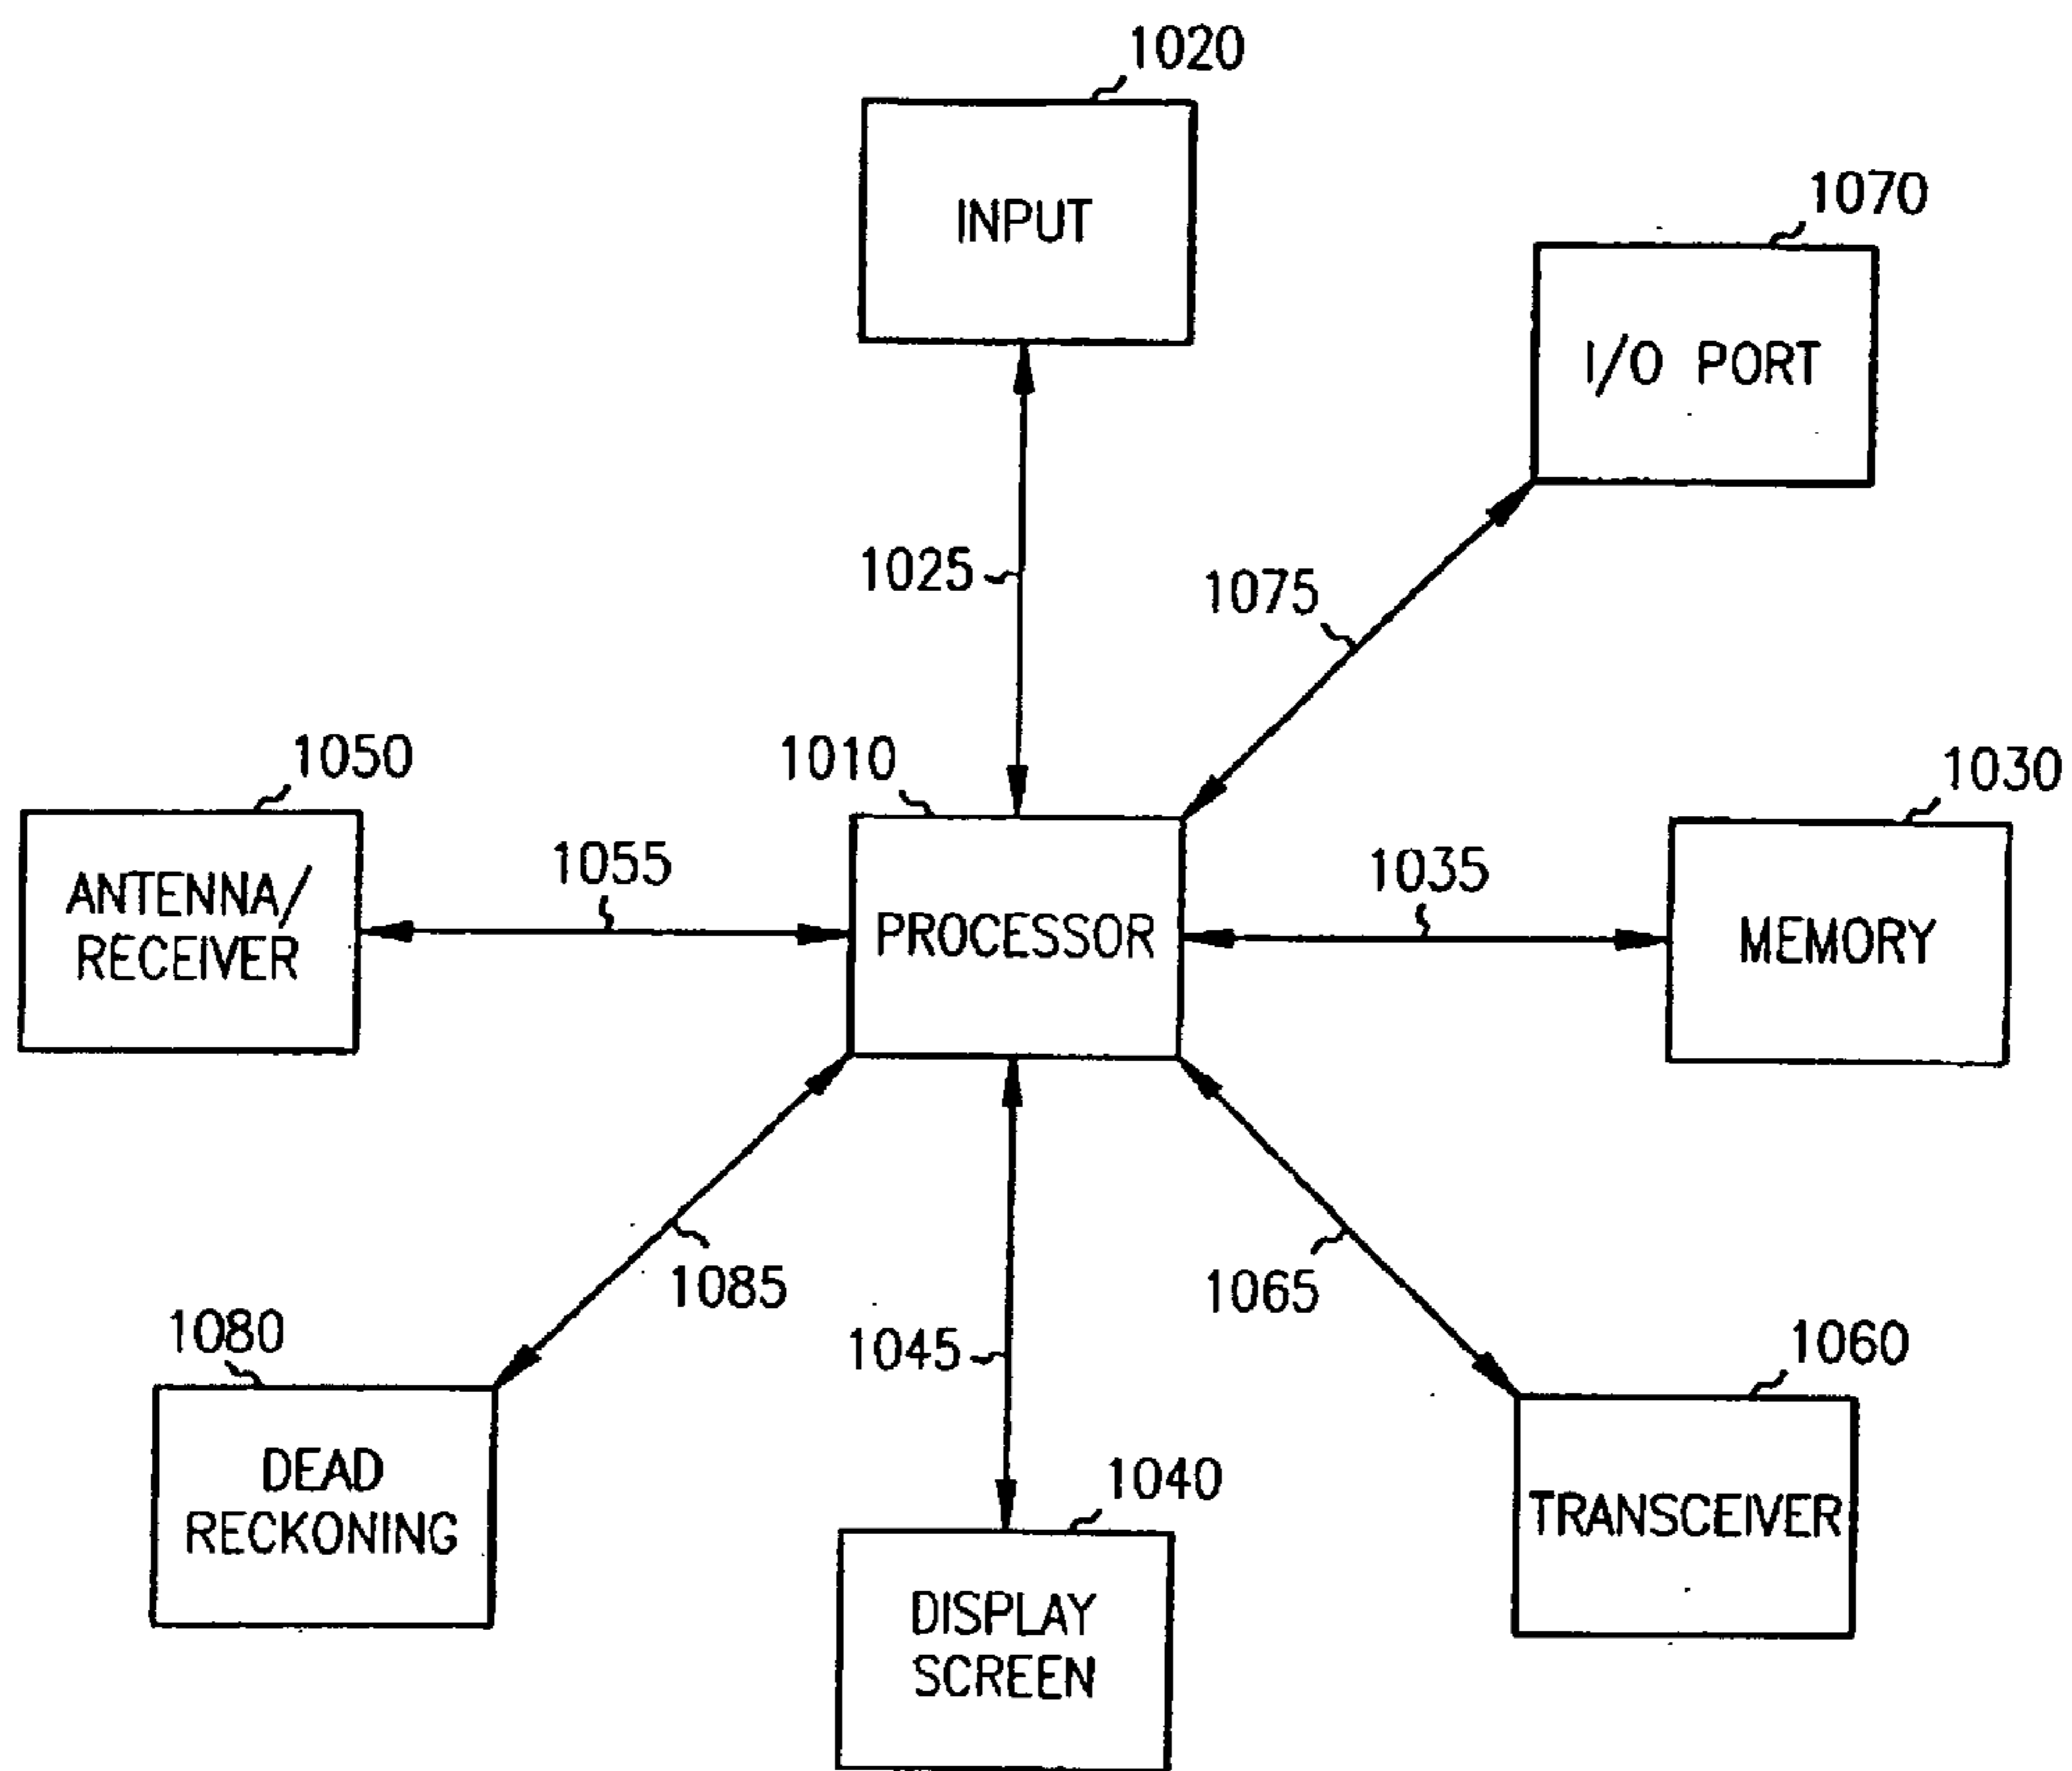 1020
INPUT
1070
I/O PORT
1025
1075
1050
ANTENNA/
RECEIVER
1055
1010
PROCESSOR
1035
1030
MEMORY
1085
1065
1080
DEAD
RECKONING
1045
1040
DISPLAY
SCREEN
1060
TRANSCEIVER